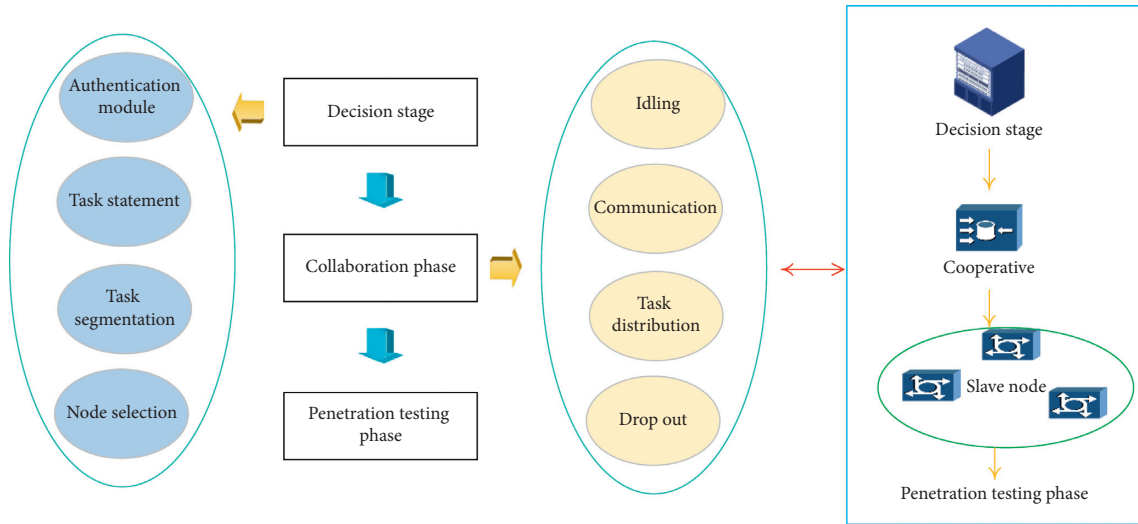 Authentication
module
Task statement
Task
segmentation
Node selection
Decision stage
Collaboration phase
Penetration testing
phase
Idling
Communication
Task
distribution
Drop out
Decision stage
Cooperative
Slave node
Penetration testing phase